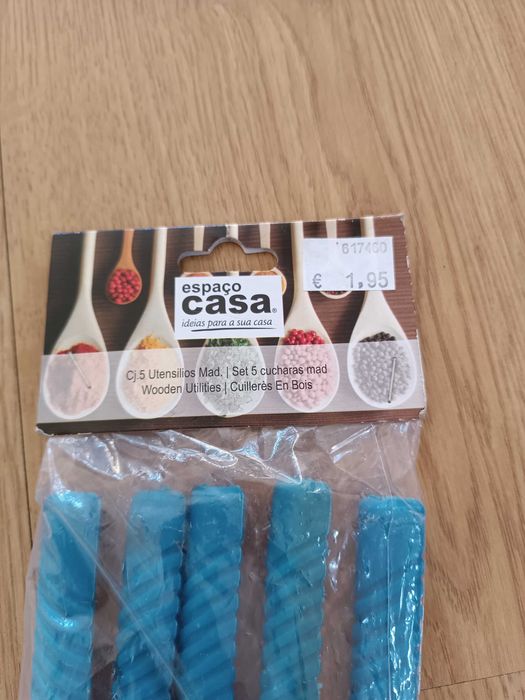 617460
€ 1,95
espaço
casa®
ideias para a sua casa
Cj.5 Utensilios Mad. | Set 5 cucharas mad
Wooden Utilities | Cuillerès En Bois